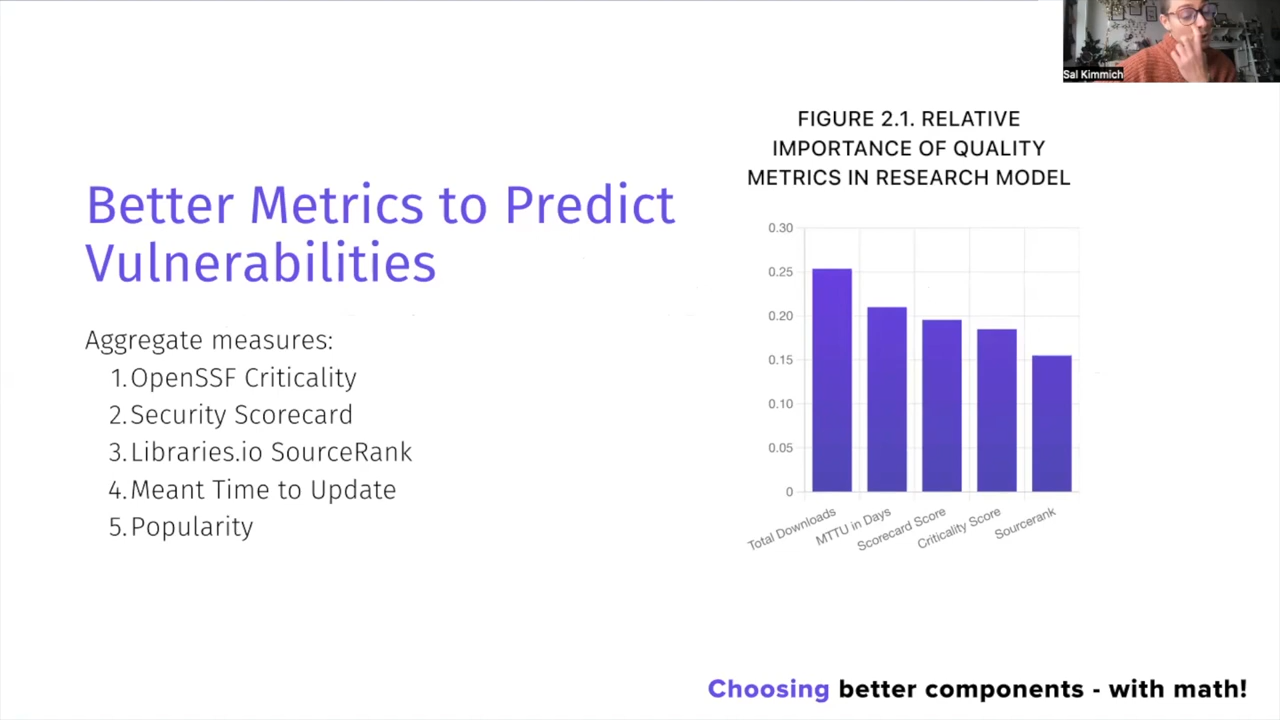 Sal Kimmich
Better Metrics to Predict
Vulnerabilities
Aggregate measures:
1.OpenSSF Criticality
2.Security Scorecard
3.Libraries.io SourceRank
4.Meant Time to Update
5.Popularity
FIGURE 2.1. RELATIVE
IMPORTANCE OF QUALITY
METRICS IN RESEARCH MODEL
0.30
0.25
0.20
0.15
0.10
0.05
0
Total Downloads
MTTU in Days
Scorecard Score
Criticality Score
Sourcerank
Choosing better components - with math!